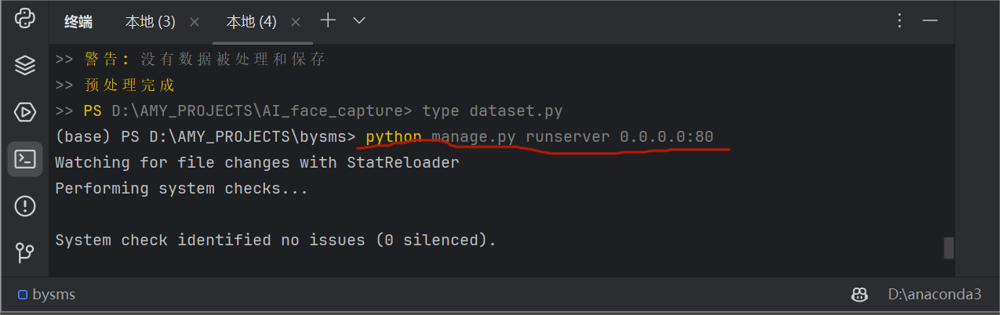 终端 本地 (3) × 本地 (4) ×
>> 警告: 没有数据被处理和保存
>> 预处理完成
>> PS D:\AMY_PROJECTS\AI_face_capture> type dataset.py
(base) PS D:\AMY_PROJECTS\bysms> python manage.py runserver 0.0.0.0:80
Watching for file changes with StatReloader
Performing system checks...
System check identified no issues (0 silenced).
bysms D:\anaconda3